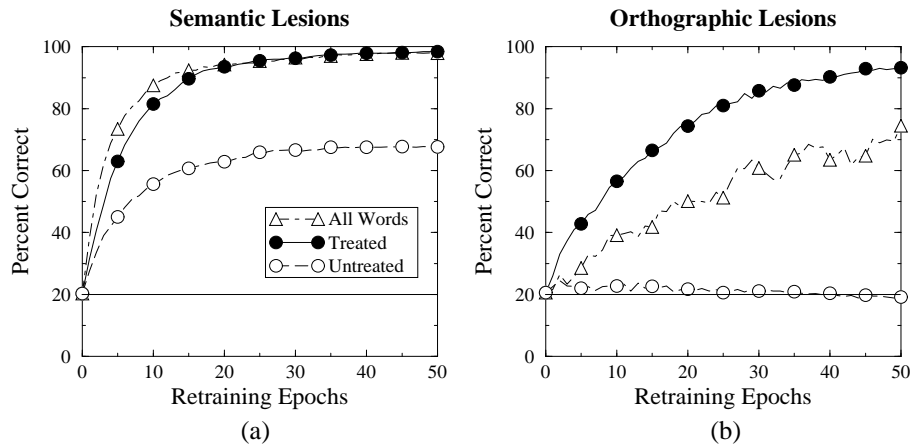 Semantic Lesions
100
80
60
40
20
0
Percent Correct
All Words
Treated
Untreated
0 10 20 30 40 50
Retraining Epochs
(a)
Orthographic Lesions
100
80
60
40
20
0
Percent Correct
0 10 20 30 40 50
Retraining Epochs
(b)